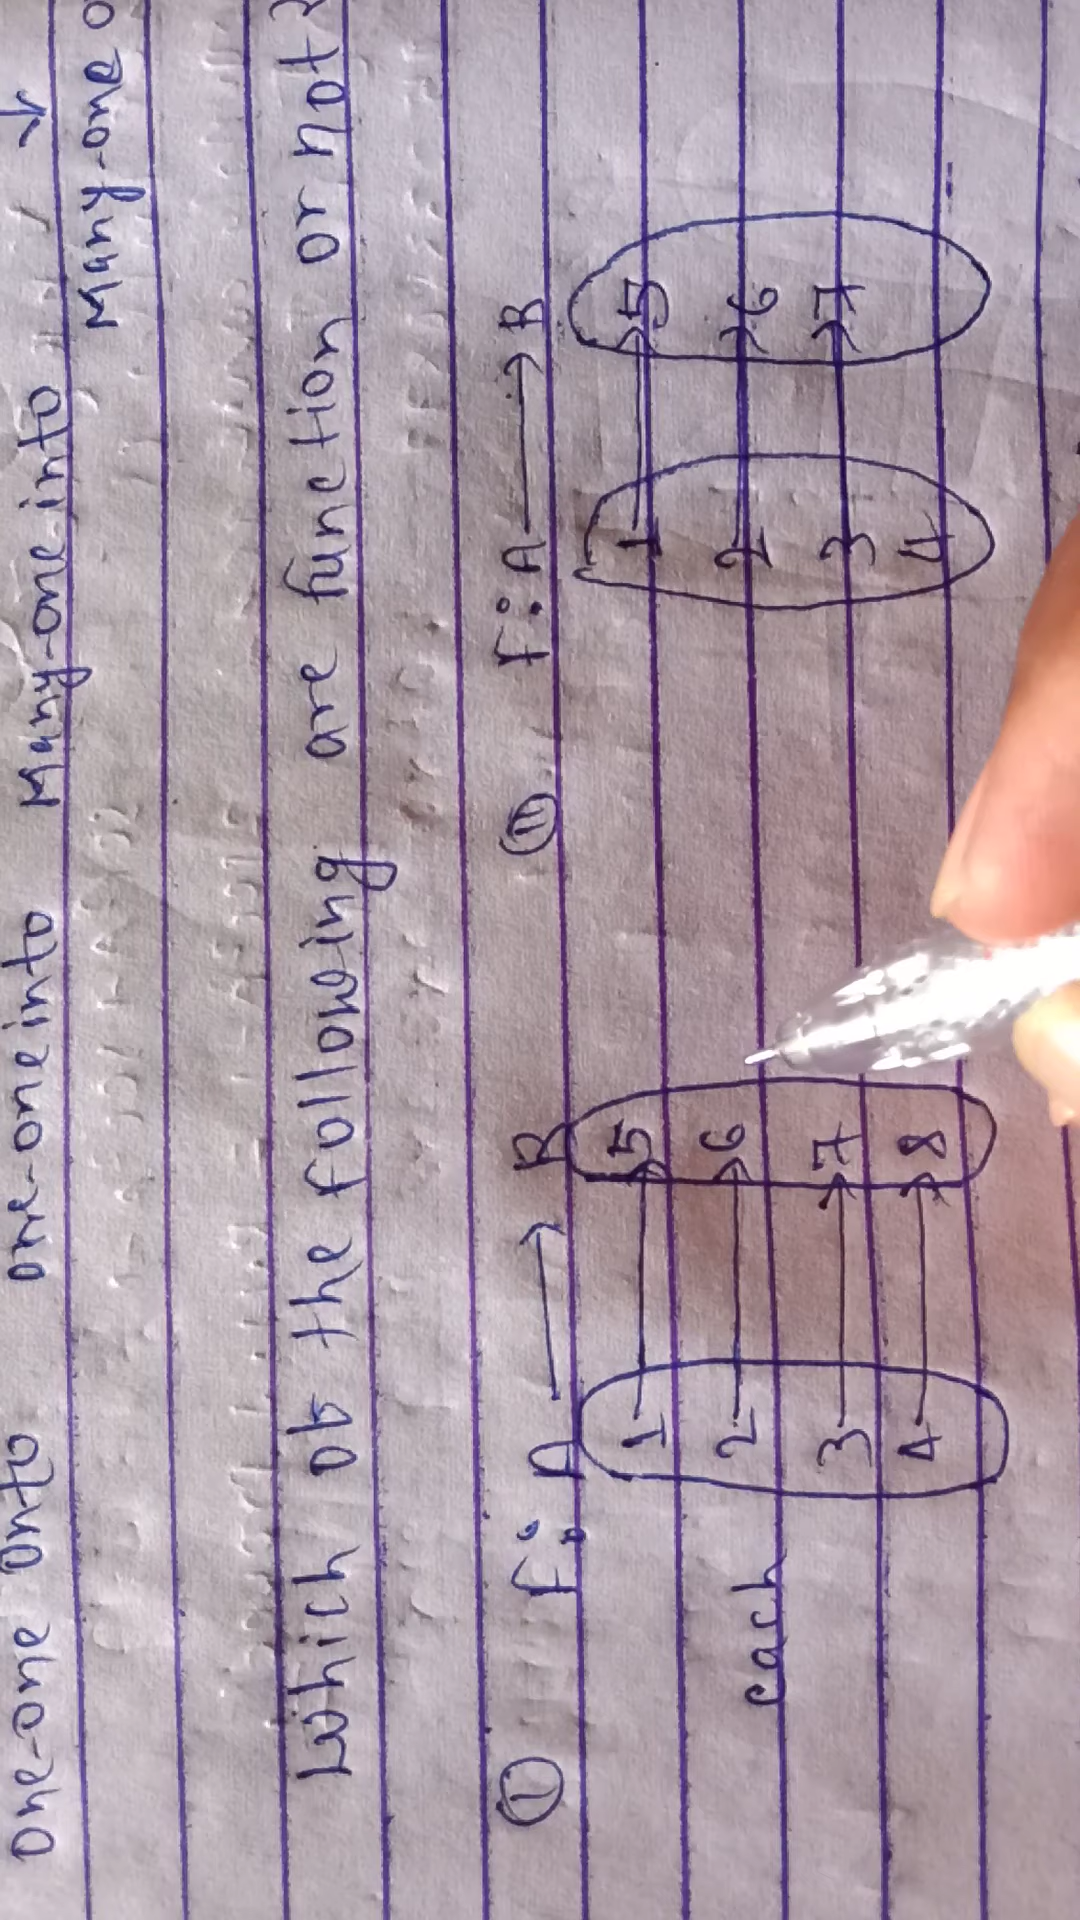 One-one onto one-one into Many-one into
Many-one
Which of the following are function or not
① F: A → B ⑪ F: A → B
1 → 5 1 → 5
2 → 6 2 → 6
each
3 → 7 3 → 7
4 → 8 4